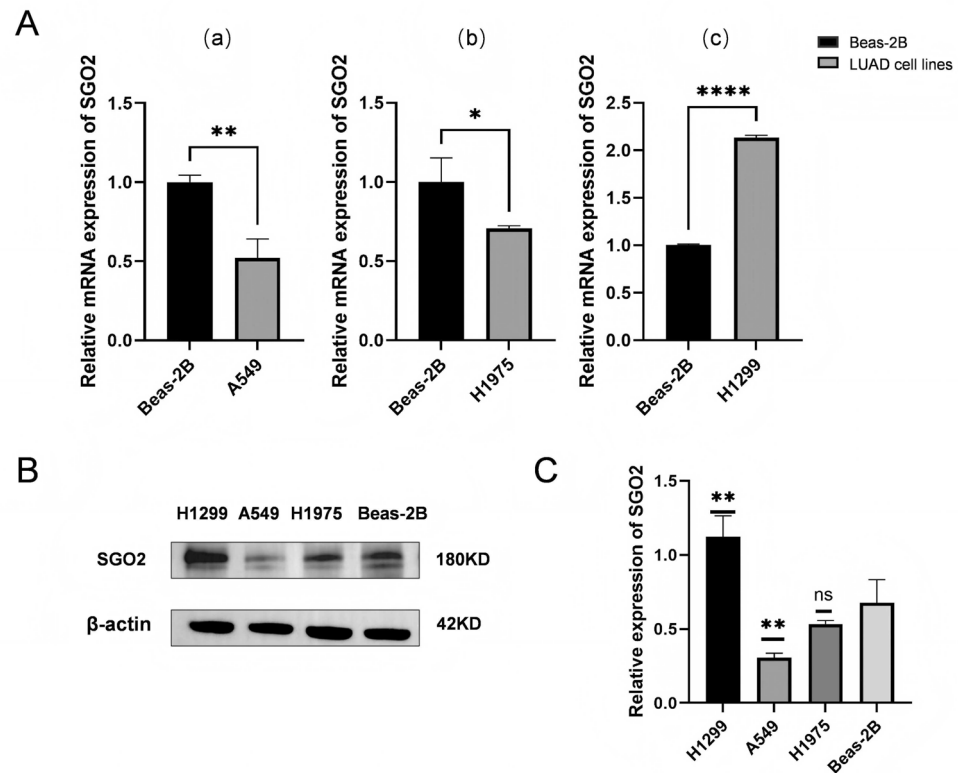 A
(a)
(b)
(c)
Beas-2B
LUAD cell lines
Relative mRNA expression of SGO2
1.5
1.0
0.5
0.0
**
Beas-2B
A549
Relative mRNA expression of SGO2
1.5
1.0
0.5
0.0
*
Beas-2B
H1975
Relative mRNA expression of SGO2
2.5
2.0
1.5
1.0
0.5
0.0
****
Beas-2B
H1299
B
H1299 A549 H1975 Beas-2B
SGO2 180KD
β-actin 42KD
C
Relative expression of SGO2
1.5
1.0
0.5
0.0
**
**
ns
H1299
A549
H1975
Beas-2B